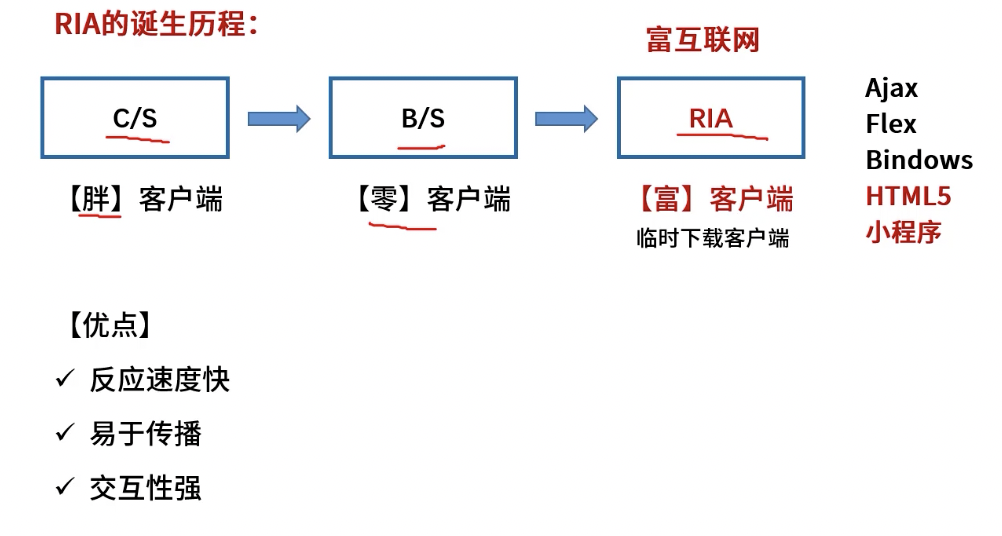 RIA的诞生历程：
富互联网
C/S
B/S
RIA
【胖】客户端
【零】客户端
【富】客户端
临时下载客户端
Ajax
Flex
Bindows
HTML5
小程序
【优点】
✓ 反应速度快
✓ 易于传播
✓ 交互性强